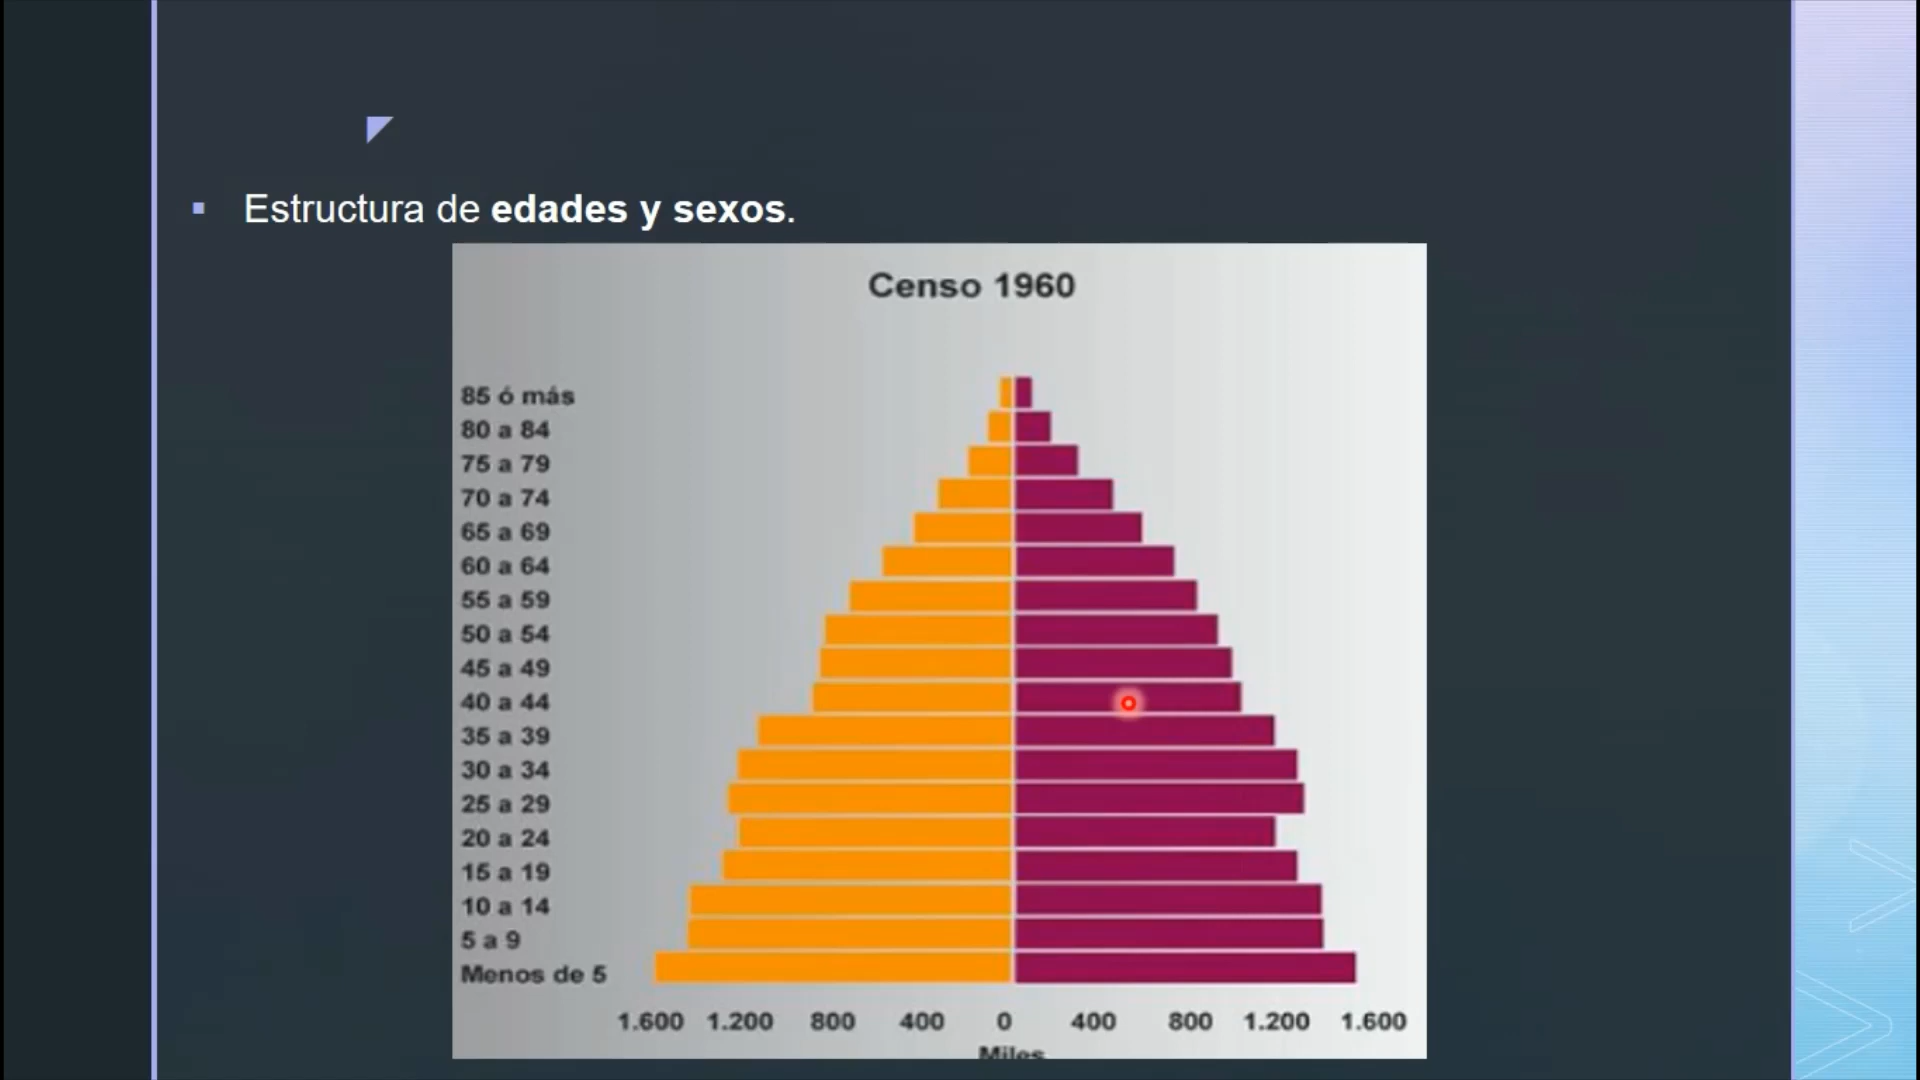 Estructura de edades y sexos.
Censo 1960
85 ó más
80 a 84
75 a 79
70 a 74
65 a 69
60 a 64
55 a 59
50 a 54
45 a 49
40 a 44
35 a 39
30 a 34
25 a 29
20 a 24
15 a 19
10 a 14
5 a 9
Menos de 5
1.600 1.200 800 400 0 400 800 1.200 1.600
Miles